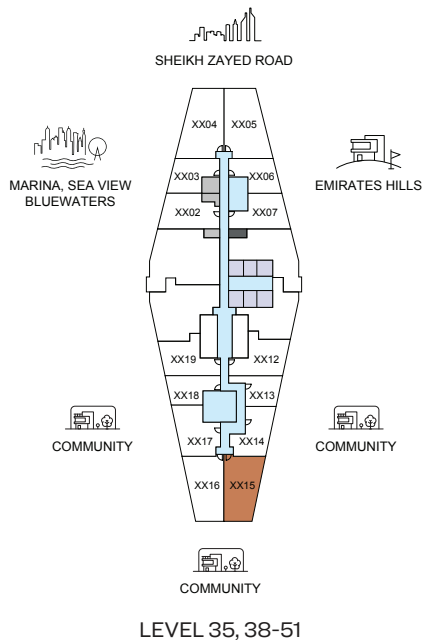 SHEIKH ZAYED ROAD
XX04 XX05
MARINA, SEA VIEW
BLUEWATERS
EMIRATES HILLS
XX03 XX06
XX02 XX07
XX19 XX12
XX18 XX13
XX17 XX14
COMMUNITY
COMMUNITY
XX16 XX15
COMMUNITY
LEVEL 35, 38-51